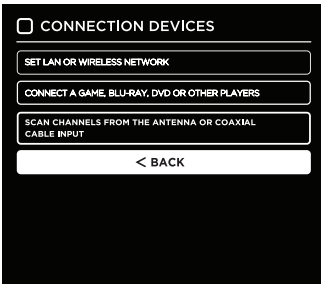 CONNECTION DEVICES
SET LAN OR WIRELESS NETWORK
CONNECT A GAME, BLU-RAY, DVD OR OTHER PLAYERS
SCAN CHANNELS FROM THE ANTENNA OR COAXIAL
CABLE INPUT
< BACK